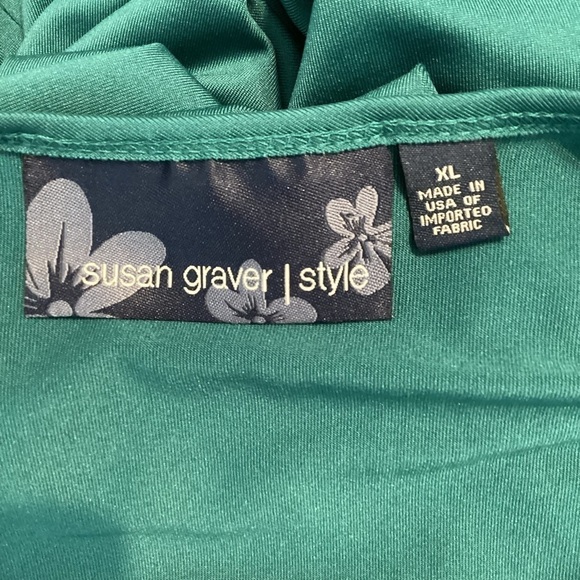 susan graver | style
XL
MADE IN
USA OF
IMPORTED
FABRIC